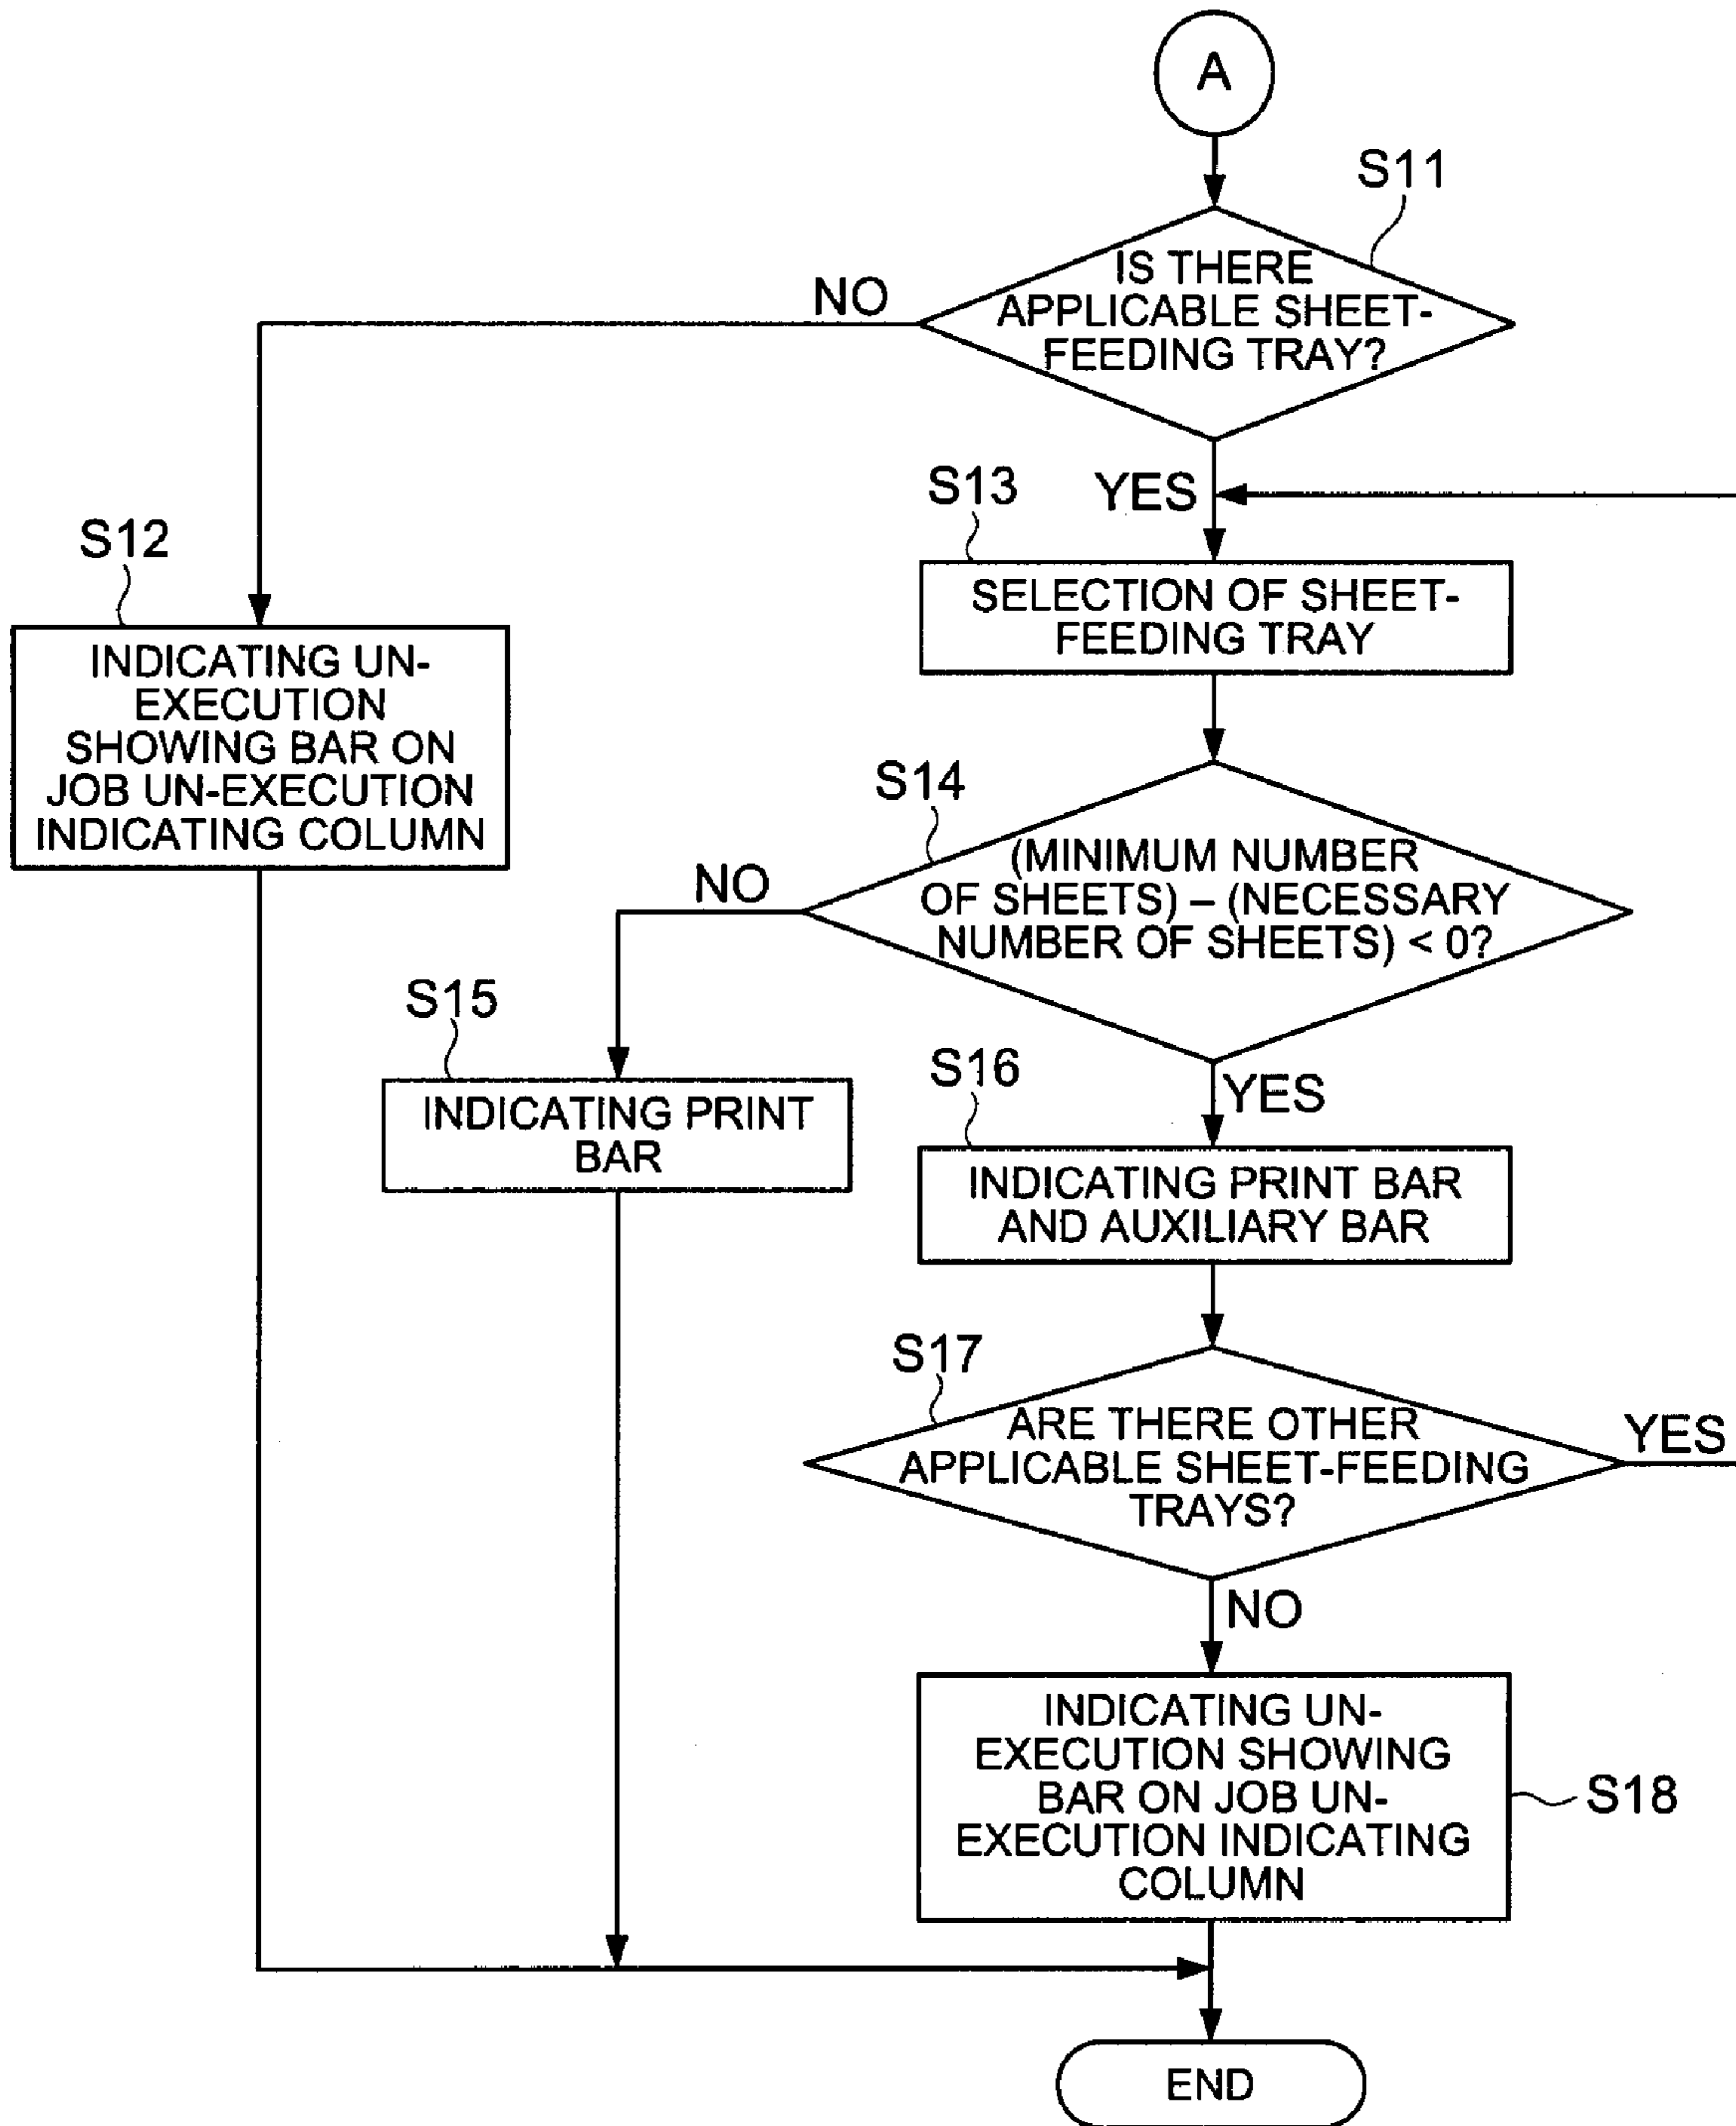 A
S11
IS THERE
APPLICABLE SHEET-
FEEDING TRAY?
NO
YES
S12
INDICATING UN-
EXECUTION
SHOWING BAR ON
JOB UN-EXECUTION
INDICATING COLUMN
S13
SELECTION OF SHEET-
FEEDING TRAY
S14
(MINIMUM NUMBER
OF SHEETS) – (NECESSARY
NUMBER OF SHEETS) < 0?
NO
YES
S15
INDICATING PRINT
BAR
S16
INDICATING PRINT BAR
AND AUXILIARY BAR
S17
ARE THERE OTHER
APPLICABLE SHEET-FEEDING
TRAYS?
YES
NO
INDICATING UN-
EXECUTION SHOWING
BAR ON JOB UN-
EXECUTION INDICATING
COLUMN
S18
END